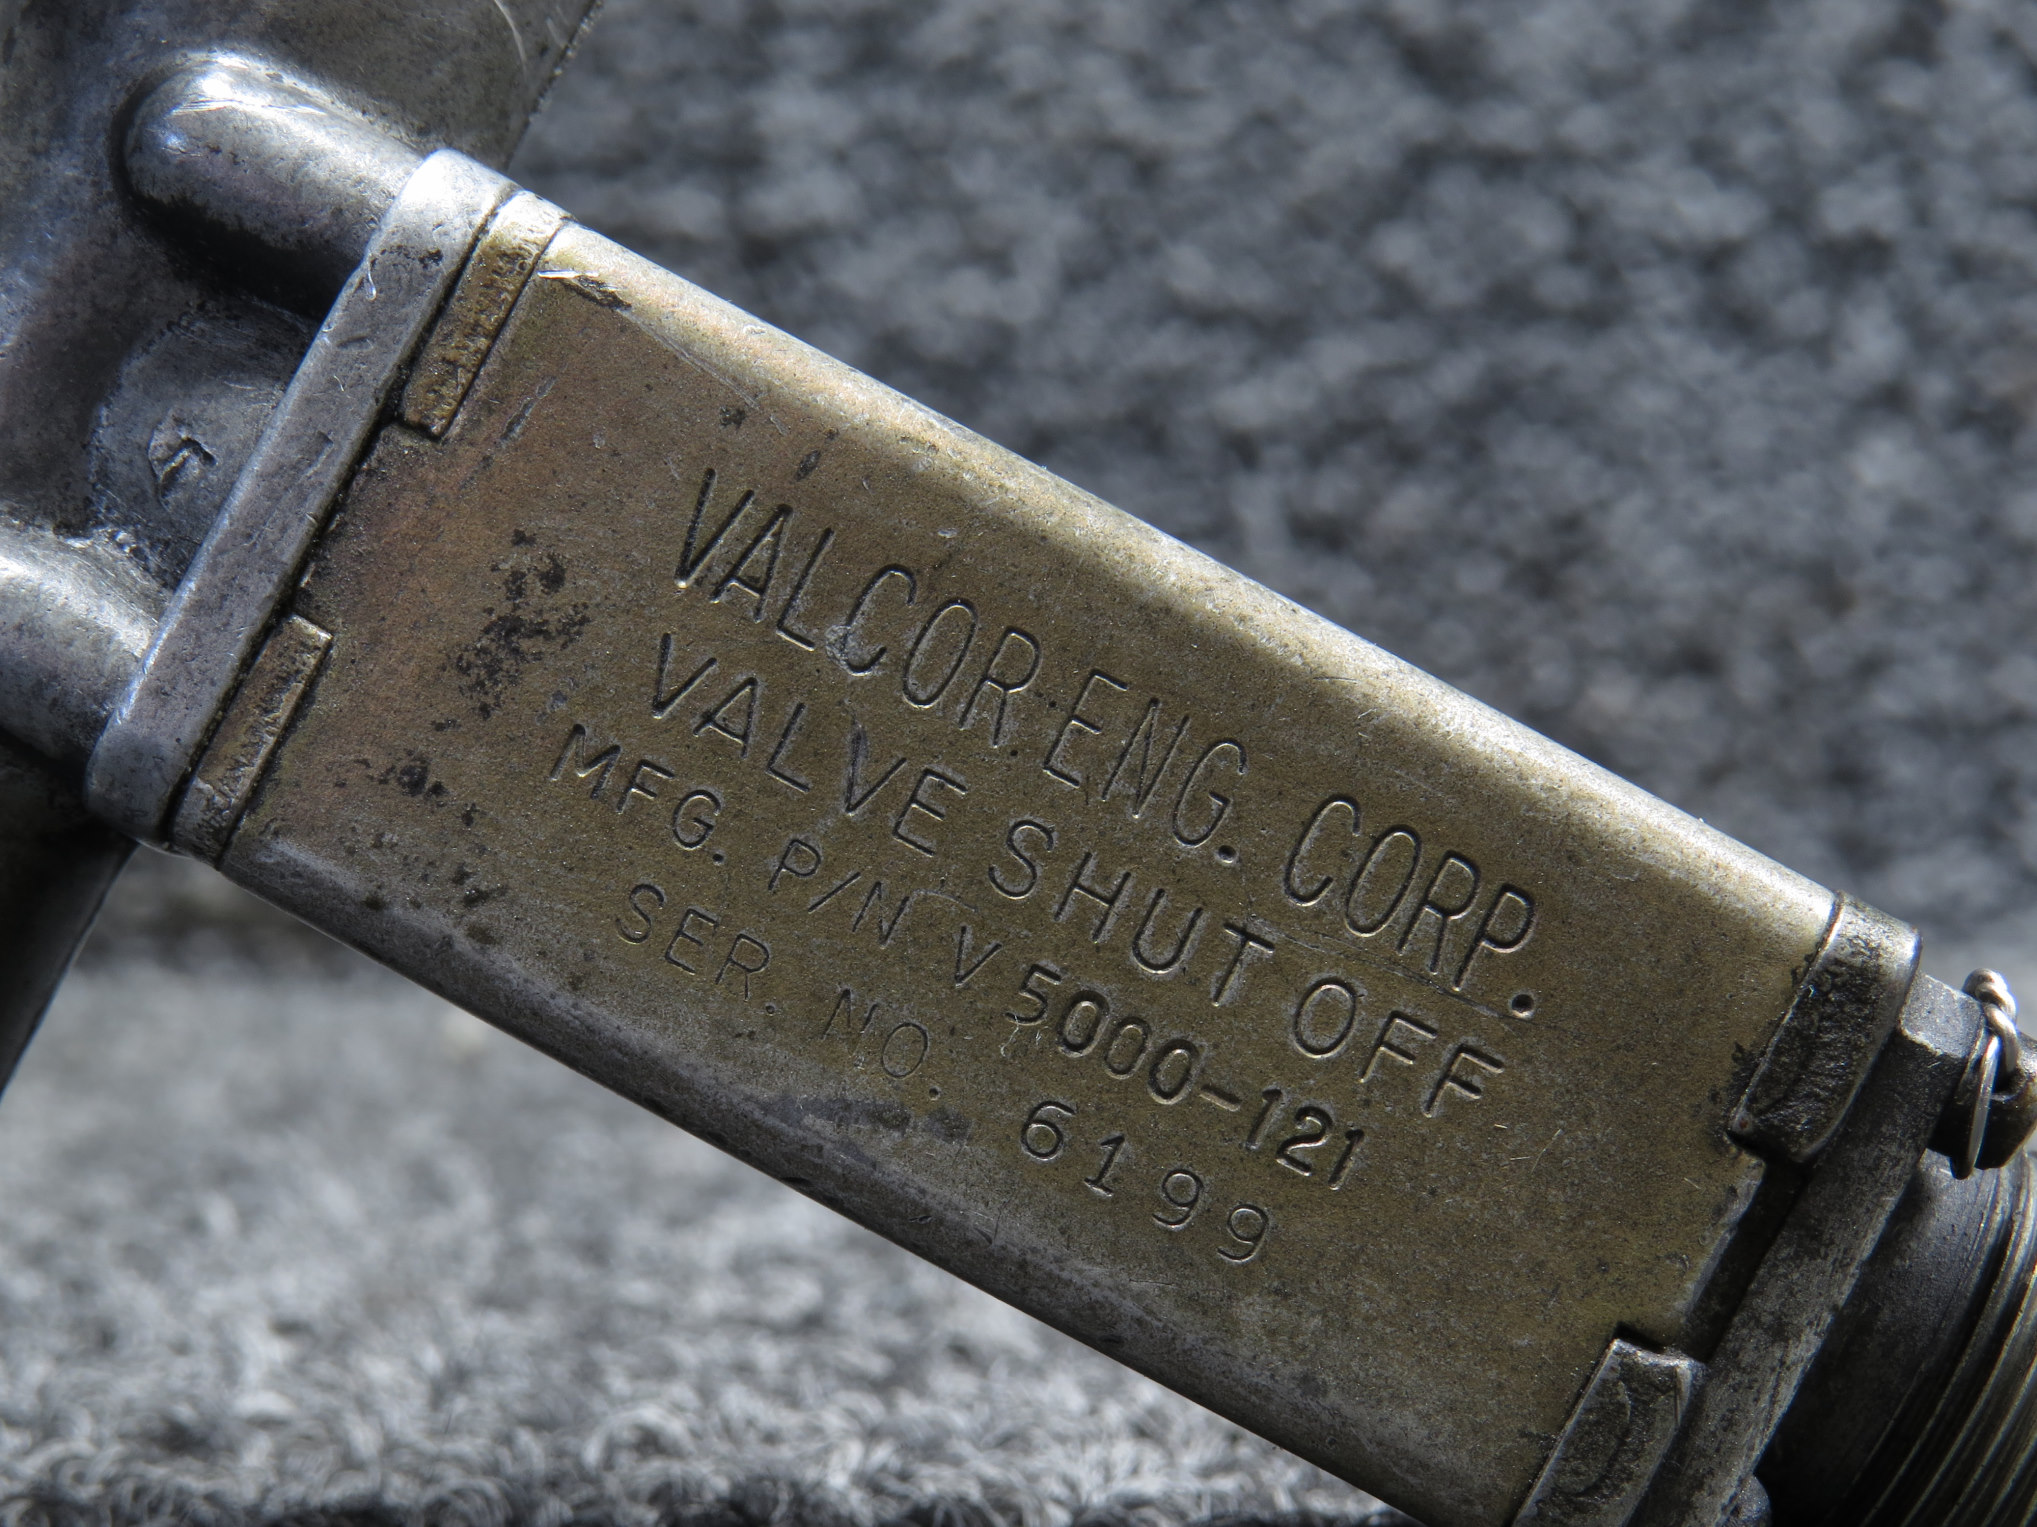 VALCOR ENG. CORP.
VALVE SHUT OFF
MFG. P/N V5000-121
SER. NO. 6199